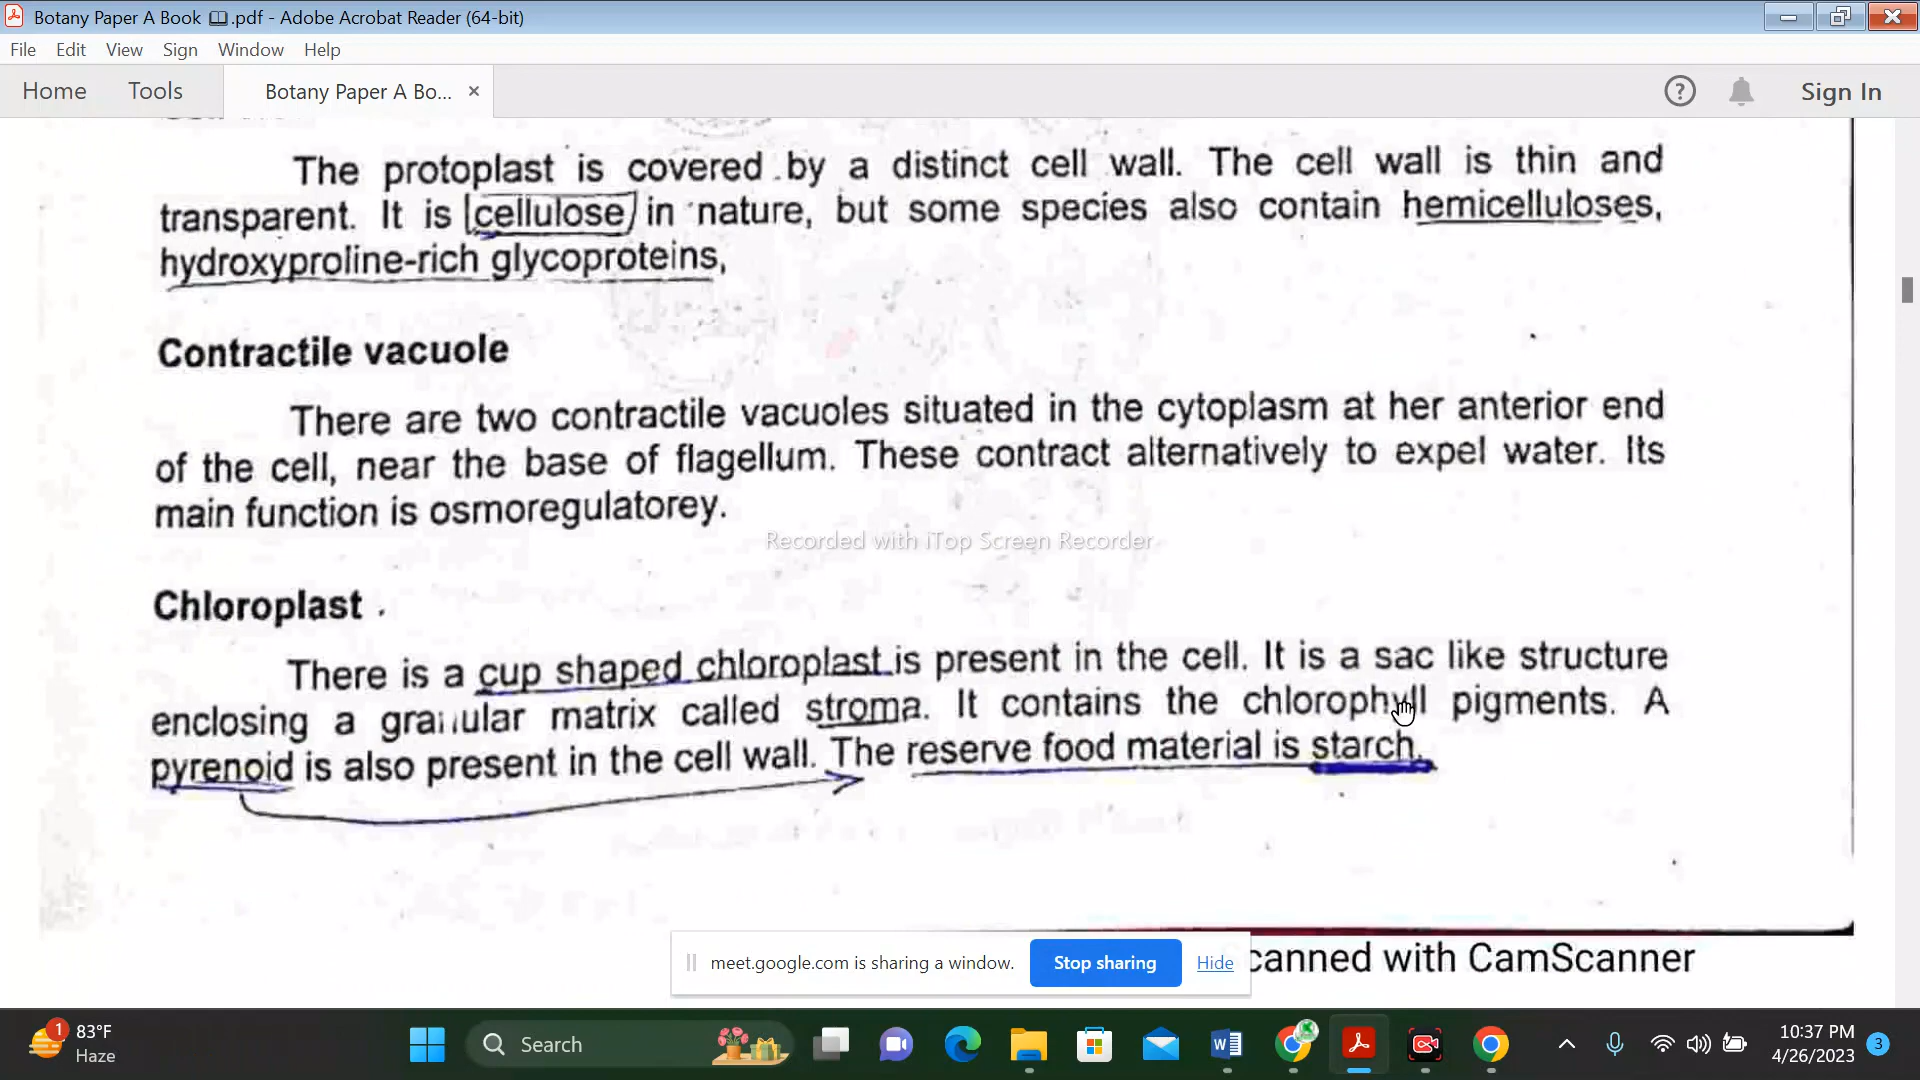 Botany Paper A Book 📖.pdf - Adobe Acrobat Reader (64-bit)
File Edit View Sign Window Help
Home Tools Botany Paper A Bo... × ? Sign In
The protoplast is covered by a distinct cell wall. The cell wall is thin and
transparent. It is cellulose in nature, but some species also contain hemicelluloses,
hydroxyproline-rich glycoproteins,
Contractile vacuole
There are two contractile vacuoles situated in the cytoplasm at her anterior end
of the cell, near the base of flagellum. These contract alternatively to expel water. Its
main function is osmoregulatorey.
Recorded with iTop Screen Recorder
Chloroplast
There is a cup shaped chloroplast is present in the cell. It is a sac like structure
enclosing a granular matrix called stroma. It contains the chlorophyll pigments. A
pyrenoid is also present in the cell wall. The reserve food material is starch.
meet.google.com is sharing a window. Stop sharing Hide
canned with CamScanner
1 83°F
Haze
Search
10:37 PM
4/26/2023
3